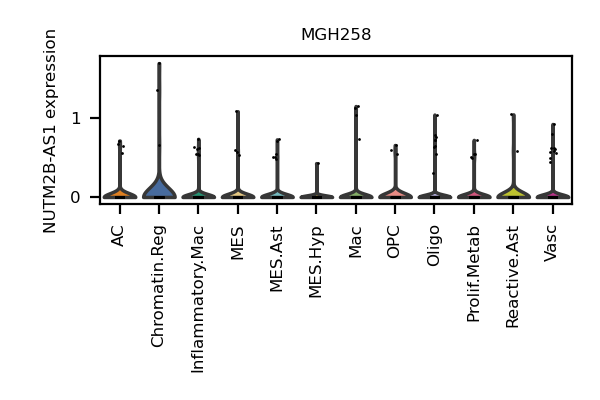 MGH258
NUTM2B-AS1 expression
1
0
AC
Chromatin.Reg
Inflammatory.Mac
MES
MES.Ast
MES.Hyp
Mac
OPC
Oligo
Prolif.Metab
Reactive.Ast
Vasc